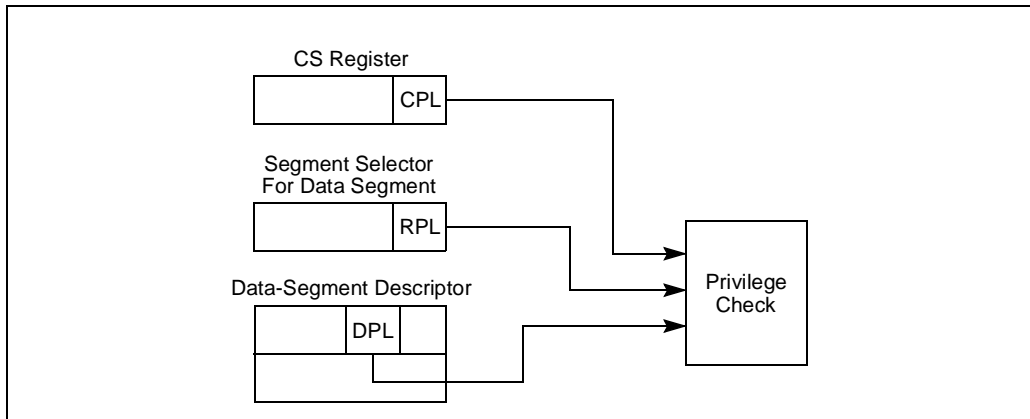 CS Register
CPL
Segment Selector
For Data Segment
RPL
Data-Segment Descriptor
DPL
Privilege
Check